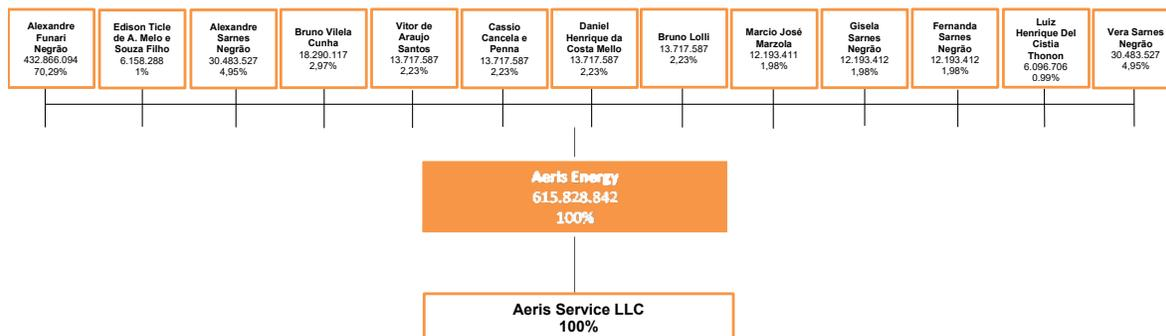 Alexandre
Funari
Negrão
432.866.094
70,29%
Edison Ticle
de A. Melo e
Souza Filho
6.158.288
1%
Alexandre
Sarnes
Negrão
30.483.527
4,95%
Bruno Vilela
Cunha
18.290.117
2,97%
Vitor de
Araujo
Santos
13.717.587
2,23%
Cassio
Cancela e
Penna
13.717.587
2,23%
Daniel
Henrique da
Costa Mello
13.717.587
2,23%
Bruno Lolli
13.717.587
2,23%
Marcio José
Marzola
12.193.411
1,98%
Gisela
Sarnes
Negrão
12.193.412
1,98%
Fernanda
Sarnes
Negrão
12.193.412
1,98%
Luiz
Henrique Del
Cistia
Thonon
6.096.706
0.99%
Vera Sarnes
Negrão
30.483.527
4,95%
Aeris Energy
615.828.842
100%
Aeris Service LLC
100%